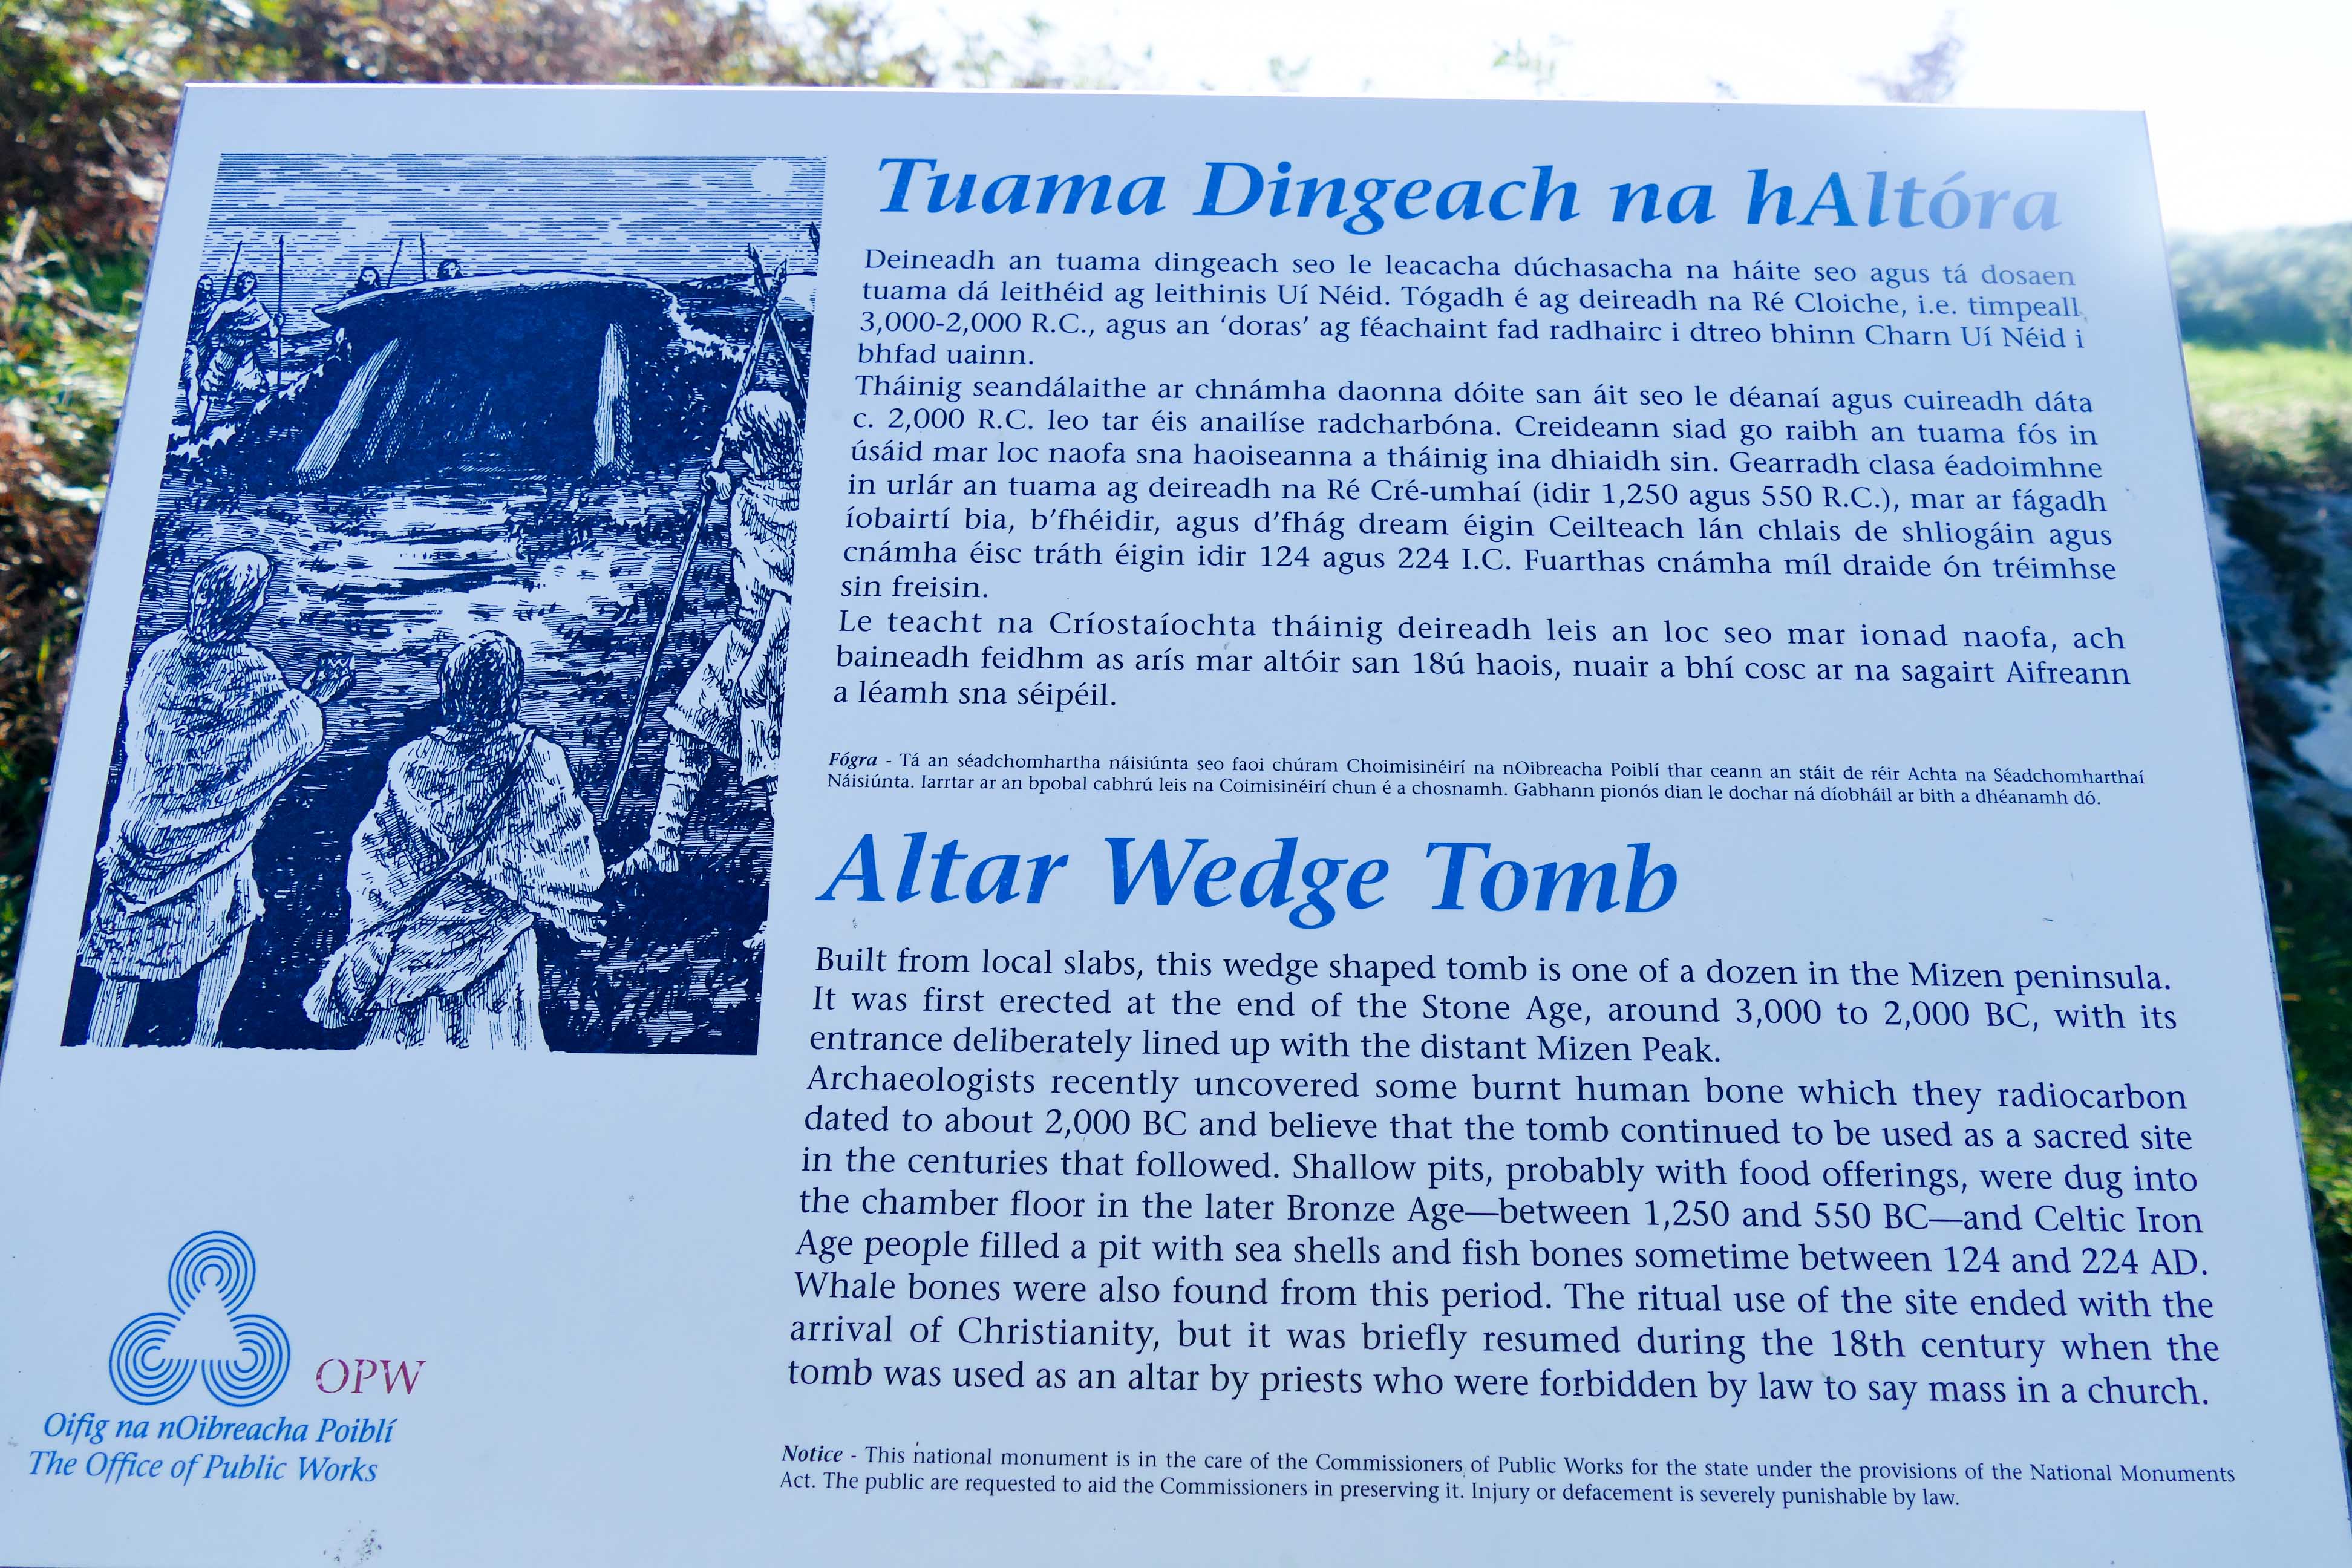 Tuama Dingeach na hAltóra
Deineadh an tuama dingeach seo le leacacha dúchasacha na háite seo agus tá dosaen
tuama dá leithéid ag leithinis Uí Néid. Tógadh é ag deireadh na Ré Cloiche, i.e. timpeall
3,000-2,000 R.C., agus an ‘doras’ ag féachaint fad radhairc i dtreo bhinn Charn Uí Néid i
bhfad uainn.
Tháinig seandálaithe ar chnámha daonna dóite san áit seo le déanaí agus cuireadh dáta
c. 2,000 R.C. leo tar éis anailíse radcharbóna. Creideann siad go raibh an tuama fós in
úsáid mar loc naofa sna haoiseanna a tháinig ina dhiaidh sin. Gearradh clasa éadoimhne
in urlár an tuama ag deireadh na Ré Cré-umhaí (idir 1,250 agus 550 R.C.), mar ar fágadh
íobairtí bia, b'fhéidir, agus d'fhág dream éigin Ceilteach lán chlais de shliogáin agus
cnámha éisc tráth éigin idir 124 agus 224 I.C. Fuarthas cnámha míl draide ón tréimhse
sin freisin.
Le teacht na Críostaíochta tháinig deireadh leis an loc seo mar ionad naofa, ach
baineadh feidhm as arís mar altóir san 18ú haois, nuair a bhí cosc ar na sagairt Aifreann
a léamh sna séipéil.
Fógra - Tá an séadchomhartha náisiúnta seo faoi chúram Choimisinéirí na nOibreacha Poiblí thar ceann an stáit de réir Achta na Séadchomharthaí
Náisiúnta. Iarrtar ar an bpobal cabhrú leis na Coimisinéirí chun é a chosnamh. Gabhann pionós dian le dochar ná díobháil ar bith a dhéanamh dó.
Altar Wedge Tomb
Built from local slabs, this wedge shaped tomb is one of a dozen in the Mizen peninsula.
It was first erected at the end of the Stone Age, around 3,000 to 2,000 BC, with its
entrance deliberately lined up with the distant Mizen Peak.
Archaeologists recently uncovered some burnt human bone which they radiocarbon
dated to about 2,000 BC and believe that the tomb continued to be used as a sacred site
in the centuries that followed. Shallow pits, probably with food offerings, were dug into
the chamber floor in the later Bronze Age—between 1,250 and 550 BC—and Celtic Iron
Age people filled a pit with sea shells and fish bones sometime between 124 and 224 AD.
Whale bones were also found from this period. The ritual use of the site ended with the
arrival of Christianity, but it was briefly resumed during the 18th century when the
tomb was used as an altar by priests who were forbidden by law to say mass in a church.
Notice - This national monument is in the care of the Commissioners of Public Works for the state under the provisions of the National Monuments
Act. The public are requested to aid the Commissioners in preserving it. Injury or defacement is severely punishable by law.
OPW
Oifig na nOibreacha Poiblí
The Office of Public Works